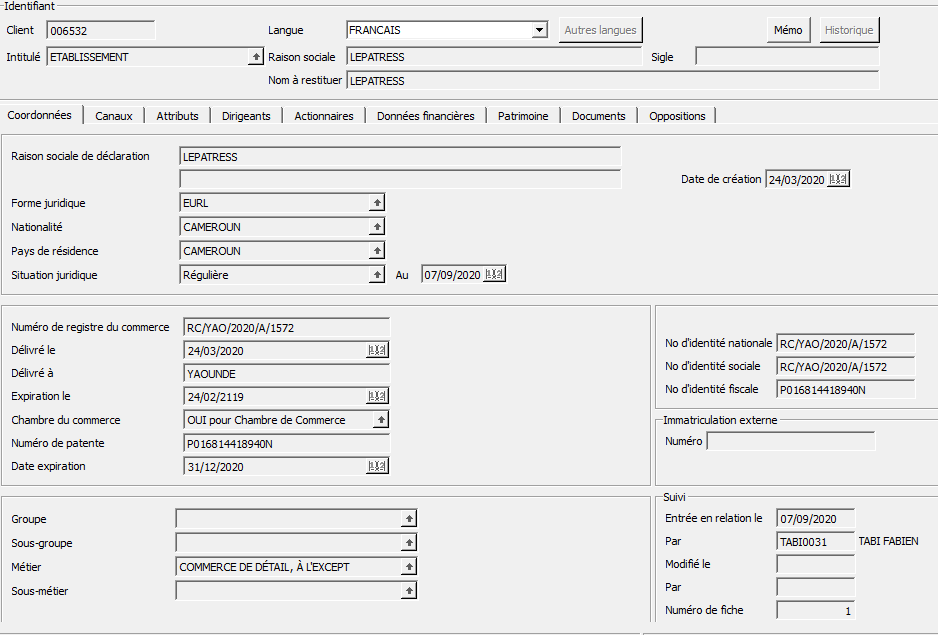 Identifiant
Client 006532 Langue FRANCAIS Autres langues Mémo Historique
Intitulé ETABLISSEMENT Raison sociale LEPATRESS Sigle
Nom à restituer LEPATRESS
Coordonnées Canaux Attributs Dirigeants Actionnaires Données financières Patrimoine Documents Oppositions
Raison sociale de déclaration LEPATRESS
Date de création 24/03/2020
Forme juridique EURL
Nationalité CAMEROUN
Pays de résidence CAMEROUN
Situation juridique Régulière Au 07/09/2020
Numéro de registre du commerce RC/YAO/2020/A/1572
Délivré le 24/03/2020
Délivré à YAOUNDE
Expiration le 24/02/2119
Chambre du commerce OUI pour Chambre de Commerce
Numéro de patente P016814418940N
Date expiration 31/12/2020
No d'identité nationale RC/YAO/2020/A/1572
No d'identité sociale RC/YAO/2020/A/1572
No d'identité fiscale P016814418940N
Immatriculation externe
Numéro
Groupe
Sous-groupe
Métier COMMERCE DE DÉTAIL, À L'EXCEPT
Sous-métier
Suivi
Entrée en relation le 07/09/2020
Par TABI0031 TABI FABIEN
Modifié le
Par
Numéro de fiche 1